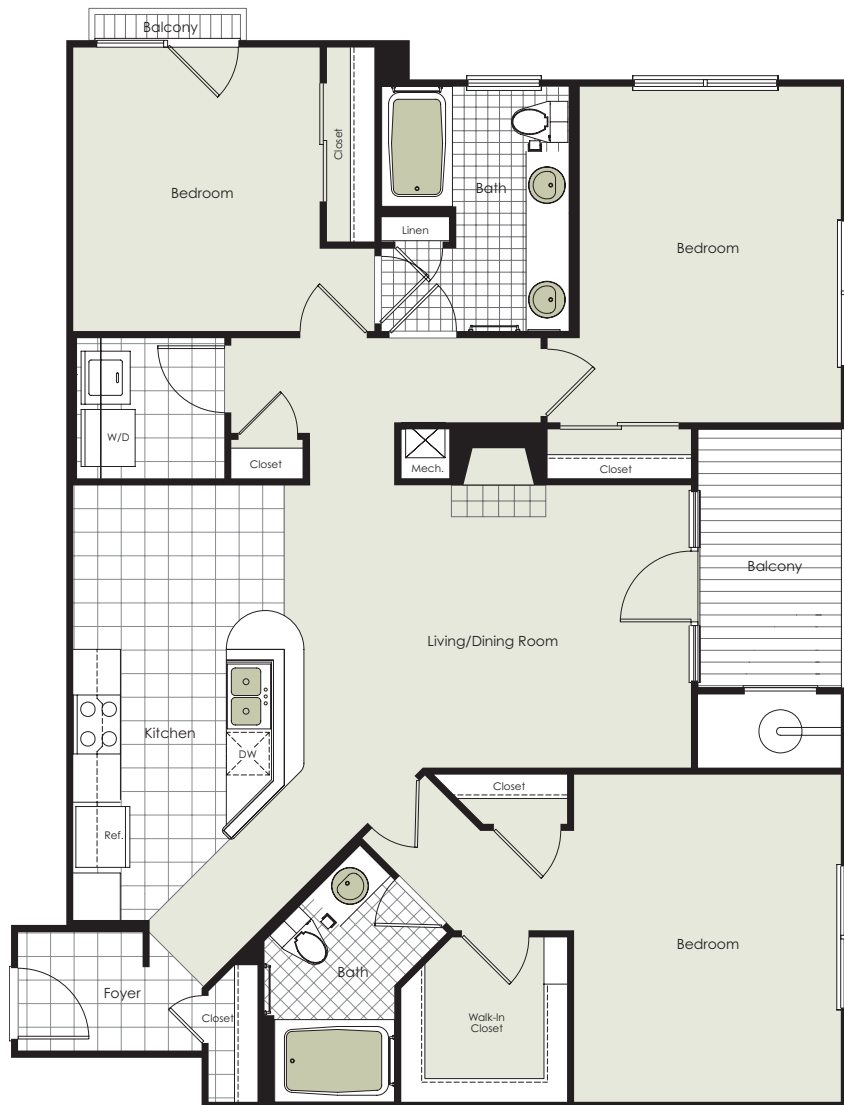 Balcony
Closet
Bedroom
Bath
Linen
Bedroom
W/D
Closet
Mech.
Closet
Balcony
Living/Dining Room
Kitchen
DW
Closet
Ref.
Bedroom
Bath
Foyer
Closet
Walk-In
Closet